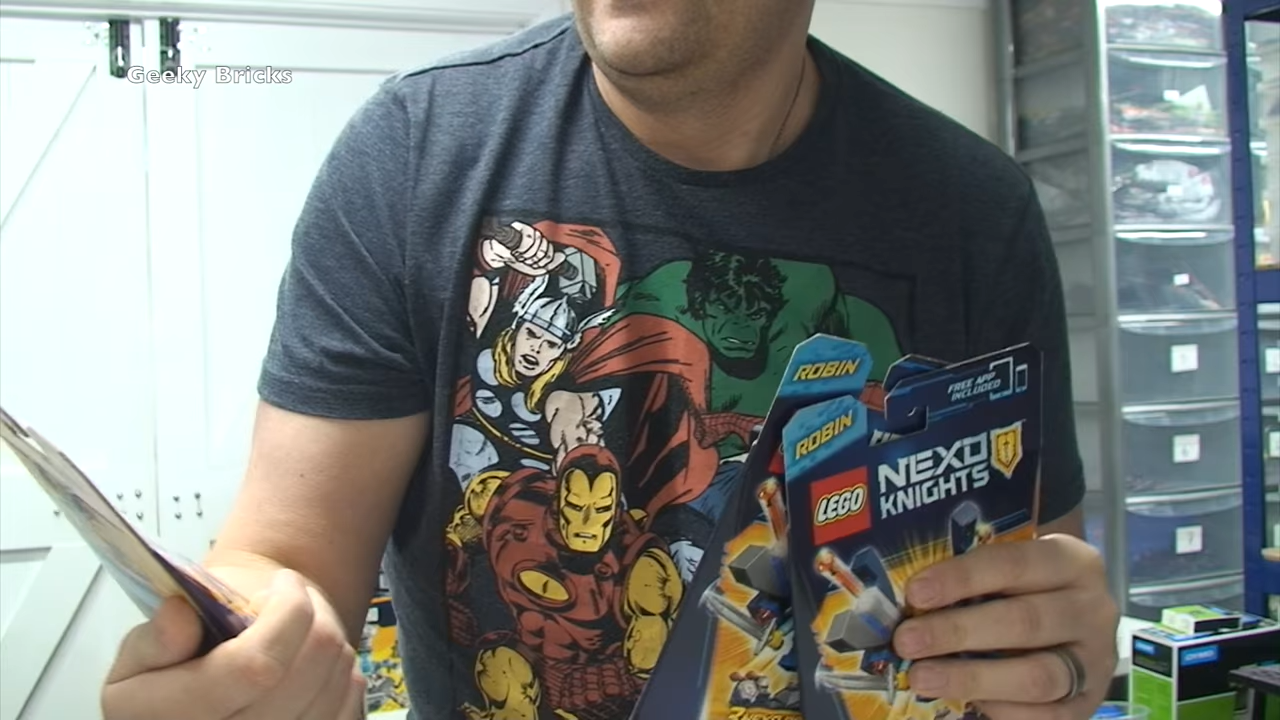 Geeky Bricks
ROBIN
ROBIN
FREE APP
INCLUDED
LEGO
NEXO
KNIGHTS